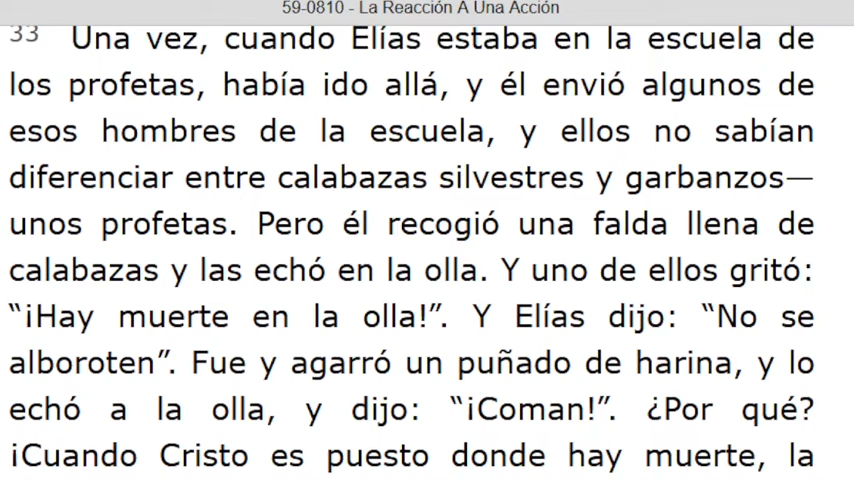 59-0810 - La Reacción A Una Acción
33 Una vez, cuando Elías estaba en la escuela de
los profetas, había ido allá, y él envió algunos de
esos hombres de la escuela, y ellos no sabían
diferenciar entre calabazas silvestres y garbanzos—
unos profetas. Pero él recogió una falda llena de
calabazas y las echó en la olla. Y uno de ellos gritó:
“¡Hay muerte en la olla!”. Y Elías dijo: “No se
alboroten”. Fue y agarró un puñado de harina, y lo
echó a la olla, y dijo: “¡Coman!”. ¿Por qué?
¡Cuando Cristo es puesto donde hay muerte, la